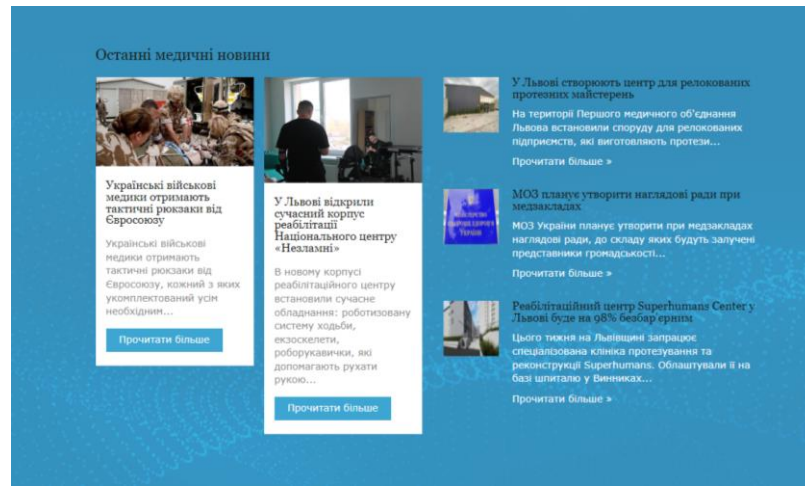 Останні медичні новини
Українські військові
медики отримають
тактичні рюкзаки від
Євросоюзу
Українські військові
медики отримають
тактичні рюкзаки від
Євросоюзу, кожний з яких
укомплектований усім
необхідним...
Прочитати більше
У Львові відкрили
сучасний корпус
реабілітації
Національного центру
«Незламні»
В новому корпусі
реабілітаційного центру
встановили сучасне
обладнання: роботизовану
систему ходьби,
екзоскелети,
роборукавички, які
допомагають рухати
рукою...
Прочитати більше
У Львові створюють центр для релокованих
протезних майстерень
На території Першого медичного об'єднання
Львова встановили споруду для релокованих
підприємств, які виготовляють протези...
Прочитати більше »
МОЗ планує утворити наглядові ради при
медзакладах
МОЗ України планує утворити при медзакладах
наглядові ради, до складу яких будуть залучені
представники громадськості...
Прочитати більше »
Реабілітаційний центр Superhumans Center у
Львові буде на 98% безбар єрним
Цього тижня на Львівщині запрацює
спеціалізована клініка протезування та
реконструкції Superhumans. Облаштували її на
базі шпиталю у Винниках...
Прочитати більше »